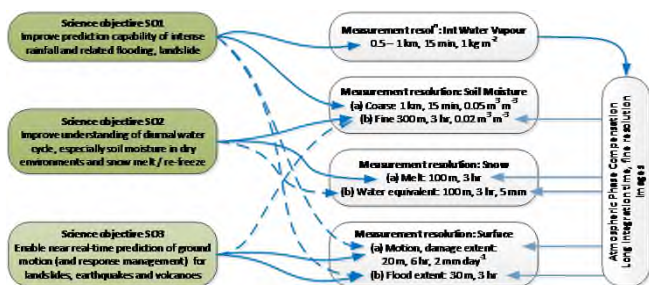 Science objective SO1
Improve prediction capability of intense
rainfall and related flooding, landslide
Science objective SO2
Improve understanding of diurnal water
cycle, especially soil moisture in dry
environments and snow melt / re-freeze
Science objective SO3
Enable near real-time prediction of ground
motion (and response management) for
landslides, earthquakes and volcanoes
Measurement resolⁿ: Int Water Vapour
0.5 – 1 km, 15 min, 1 kg m⁻²
Measurement resolution: Soil Moisture
(a) Coarse 1 km, 15 min, 0.05 m³ m⁻³
(b) Fine 300 m, 3 hr, 0.02 m³ m⁻³
Measurement resolution: Snow
(a) Melt: 100 m, 3 hr
(b) Water equivalent: 100 m, 3 hr, 5 mm
Measurement resolution: Surface
(a) Motion, damage extent:
20 m, 6 hr, 2 mm day⁻¹
(b) Flood extent: 30 m, 3 hr
Atmospheric Phase Compensation
Long integration time, fine resolution
images